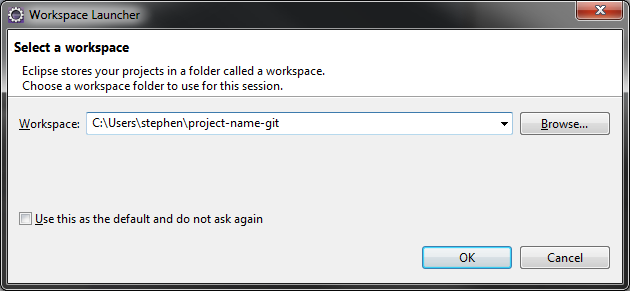 Workspace Launcher
Select a workspace
Eclipse stores your projects in a folder called a workspace.
Choose a workspace folder to use for this session.
Workspace: C:\Users\stephen\project-name-git Browse...
Use this as the default and do not ask again
OK Cancel